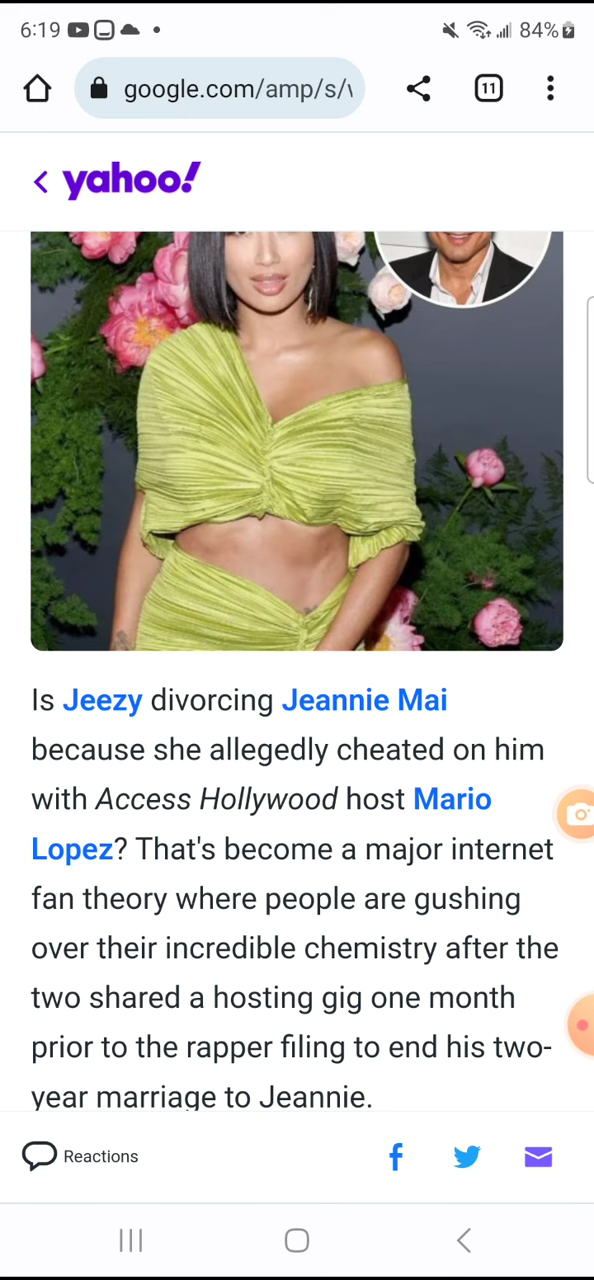 6:19
84%
google.com/amp/s/
11
yahoo!
Is Jeezy divorcing Jeannie Mai
because she allegedly cheated on him
with Access Hollywood host Mario
Lopez? That's become a major internet
fan theory where people are gushing
over their incredible chemistry after the
two shared a hosting gig one month
prior to the rapper filing to end his two-
year marriage to Jeannie.
Reactions